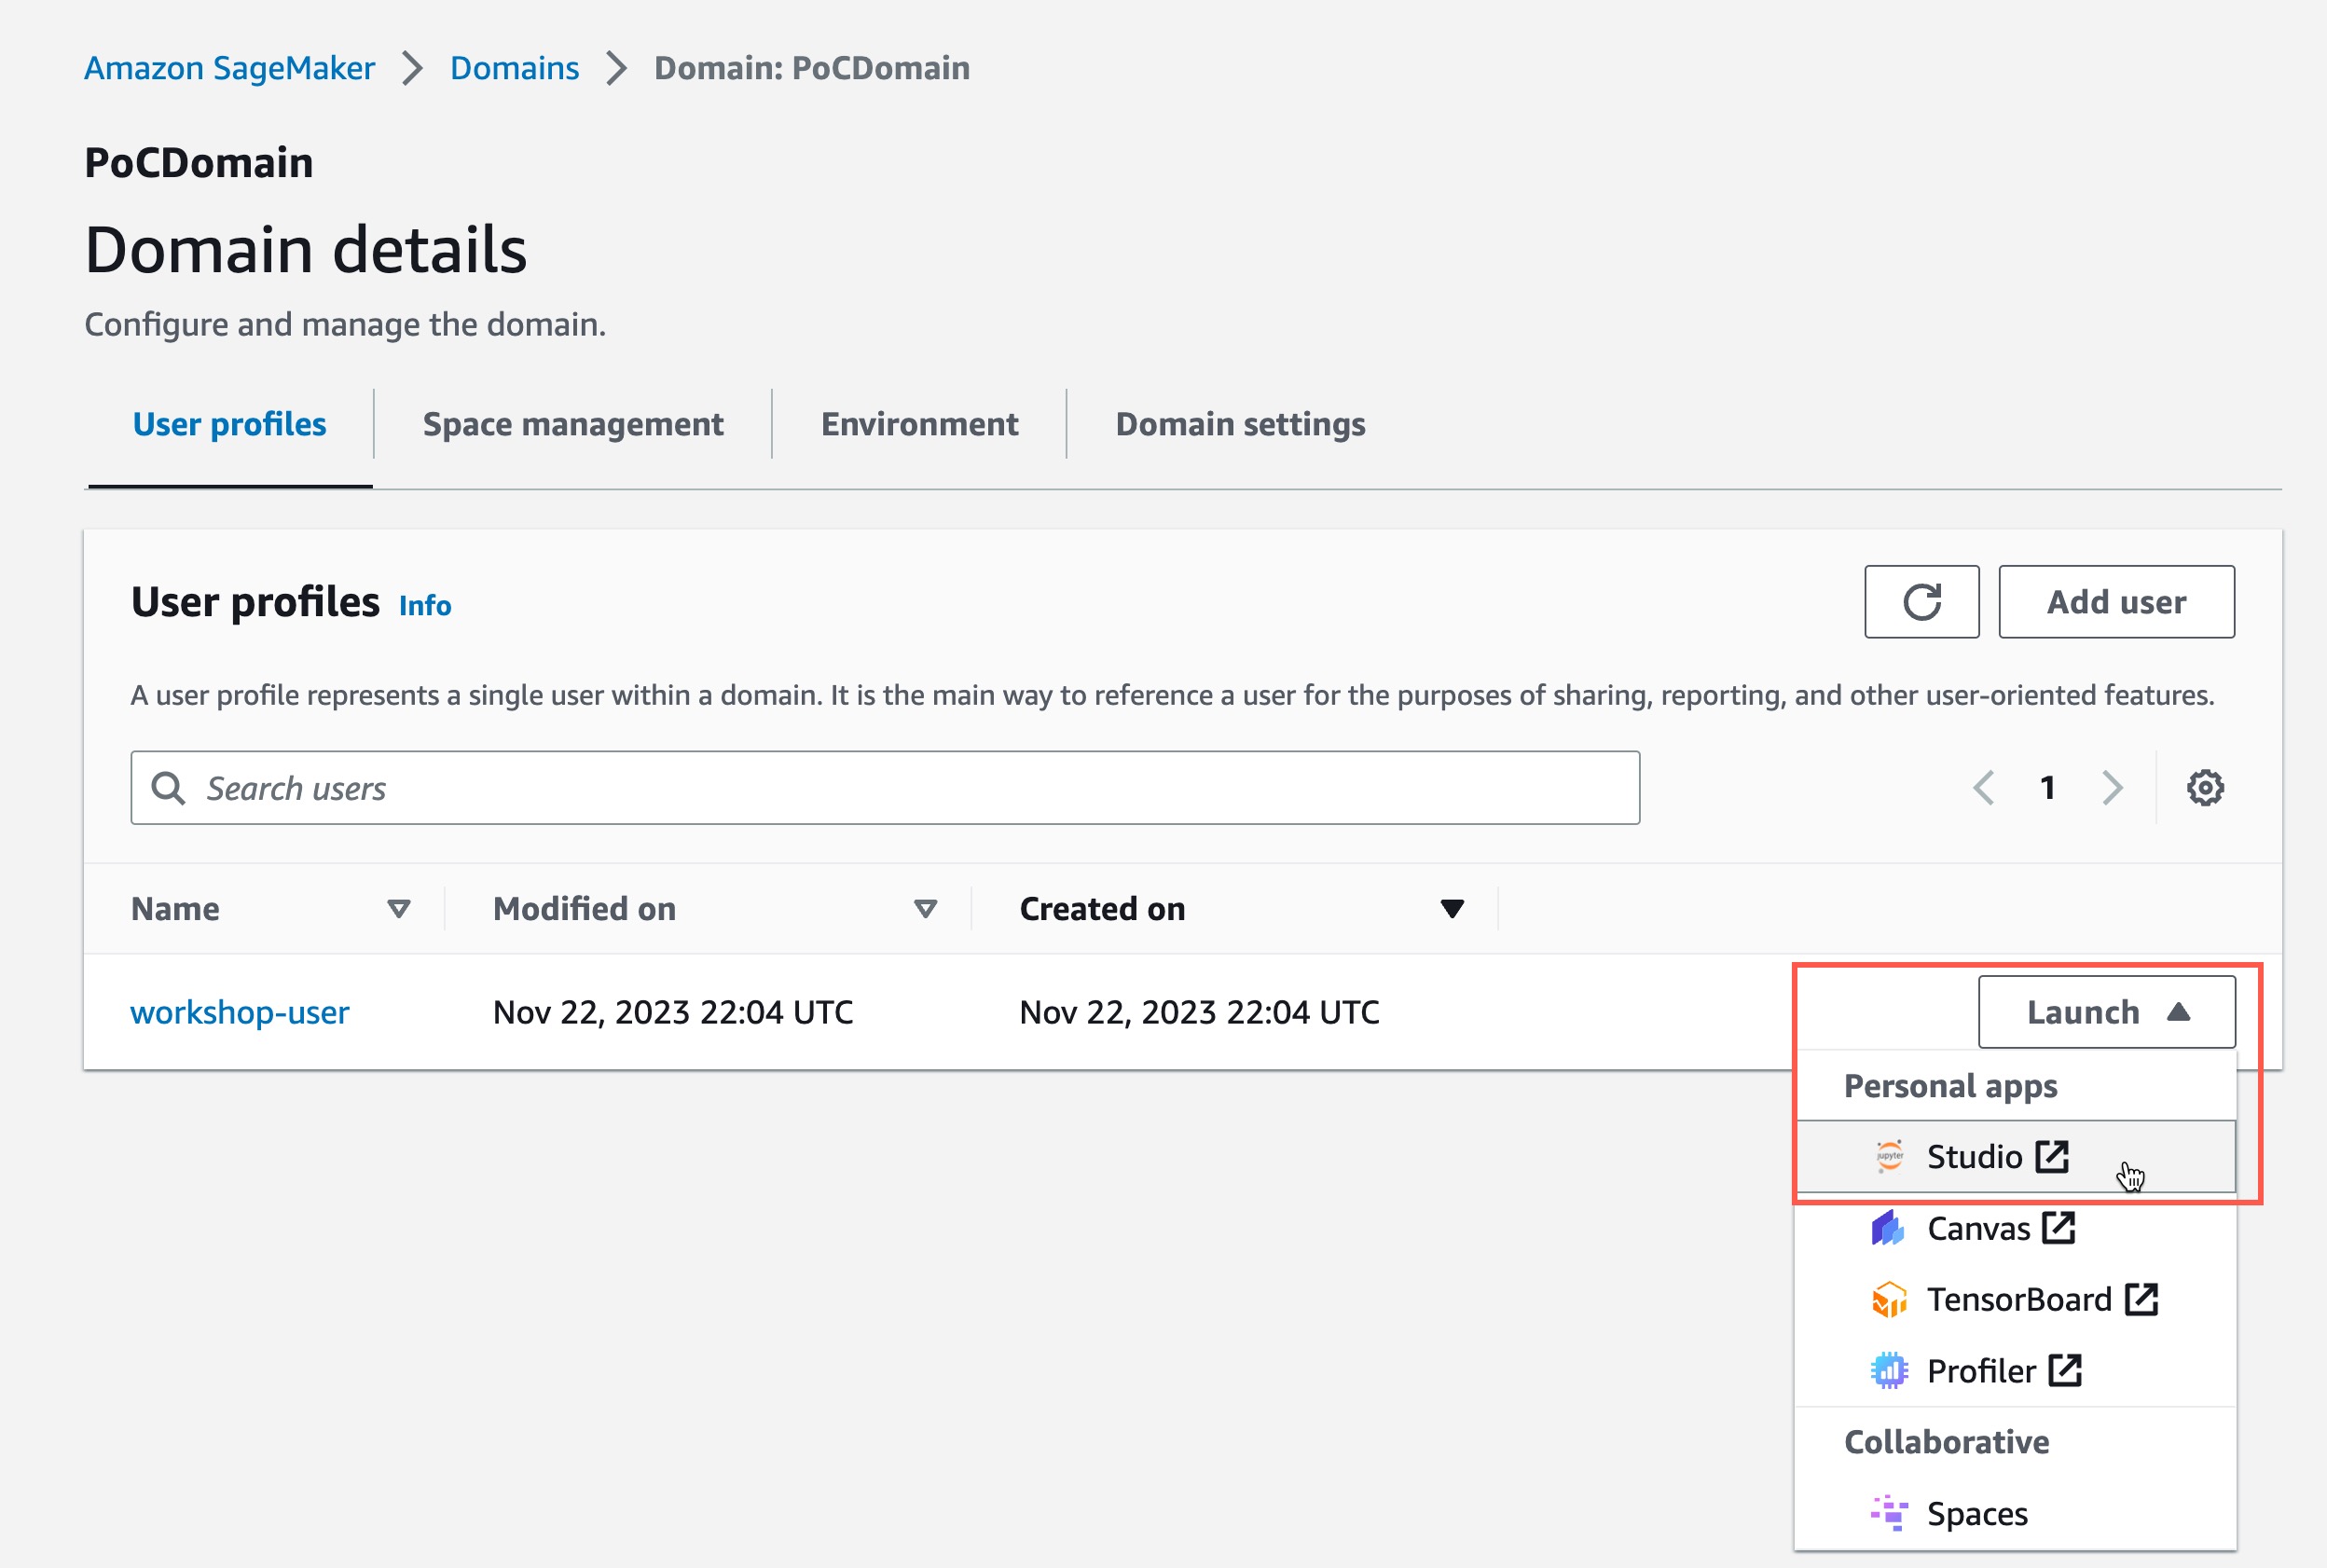 Amazon SageMaker > Domains > Domain: PoCDomain
PoCDomain
Domain details
Configure and manage the domain.
User profiles Space management Environment Domain settings
User profiles Info
Add user
A user profile represents a single user within a domain. It is the main way to reference a user for the purposes of sharing, reporting, and other user-oriented features.
Search users
1
Name Modified on Created on
workshop-user Nov 22, 2023 22:04 UTC Nov 22, 2023 22:04 UTC Launch
Personal apps
jupyter Studio
Canvas
TensorBoard
Profiler
Collaborative
Spaces